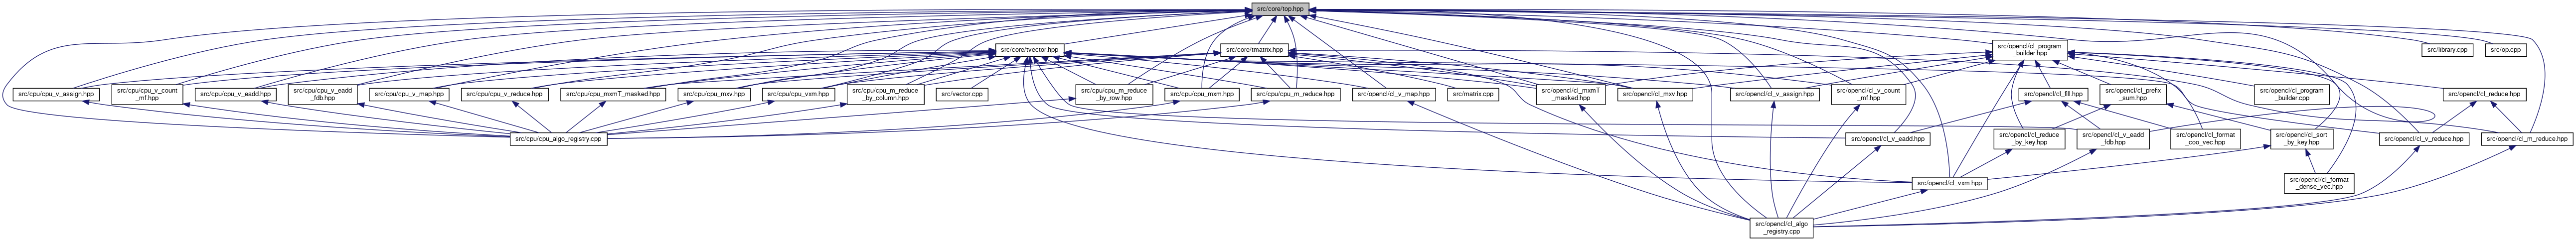 src/core/top.hpp
src/core/tvector.hpp
src/core/tmatrix.hpp
src/opencl/cl_program
_builder.hpp
src/library.cpp
src/op.cpp
src/cpu/cpu_v_assign.hpp
src/cpu/cpu_v_count
_mf.hpp
src/cpu/cpu_v_eadd.hpp
src/cpu/cpu_v_eadd
_fdb.hpp
src/cpu/cpu_v_map.hpp
src/cpu/cpu_v_reduce.hpp
src/cpu/cpu_mxmT_masked.hpp
src/cpu/cpu_mxv.hpp
src/cpu/cpu_vxm.hpp
src/cpu/cpu_m_reduce
_by_column.hpp
src/vector.cpp
src/cpu/cpu_m_reduce
_by_row.hpp
src/cpu/cpu_mxm.hpp
src/cpu/cpu_m_reduce.hpp
src/opencl/cl_v_map.hpp
src/matrix.cpp
src/opencl/cl_mxmT
_masked.hpp
src/opencl/cl_mxv.hpp
src/opencl/cl_v_assign.hpp
src/opencl/cl_v_count
_mf.hpp
src/opencl/cl_fill.hpp
src/opencl/cl_prefix
_sum.hpp
src/opencl/cl_program
_builder.cpp
src/opencl/cl_reduce.hpp
src/cpu/cpu_algo_registry.cpp
src/opencl/cl_v_eadd.hpp
src/opencl/cl_reduce
_by_key.hpp
src/opencl/cl_v_eadd
_fdb.hpp
src/opencl/cl_format
_coo_vec.hpp
src/opencl/cl_sort
_by_key.hpp
src/opencl/cl_v_reduce.hpp
src/opencl/cl_m_reduce.hpp
src/opencl/cl_vxm.hpp
src/opencl/cl_format
_dense_vec.hpp
src/opencl/cl_algo
_registry.cpp